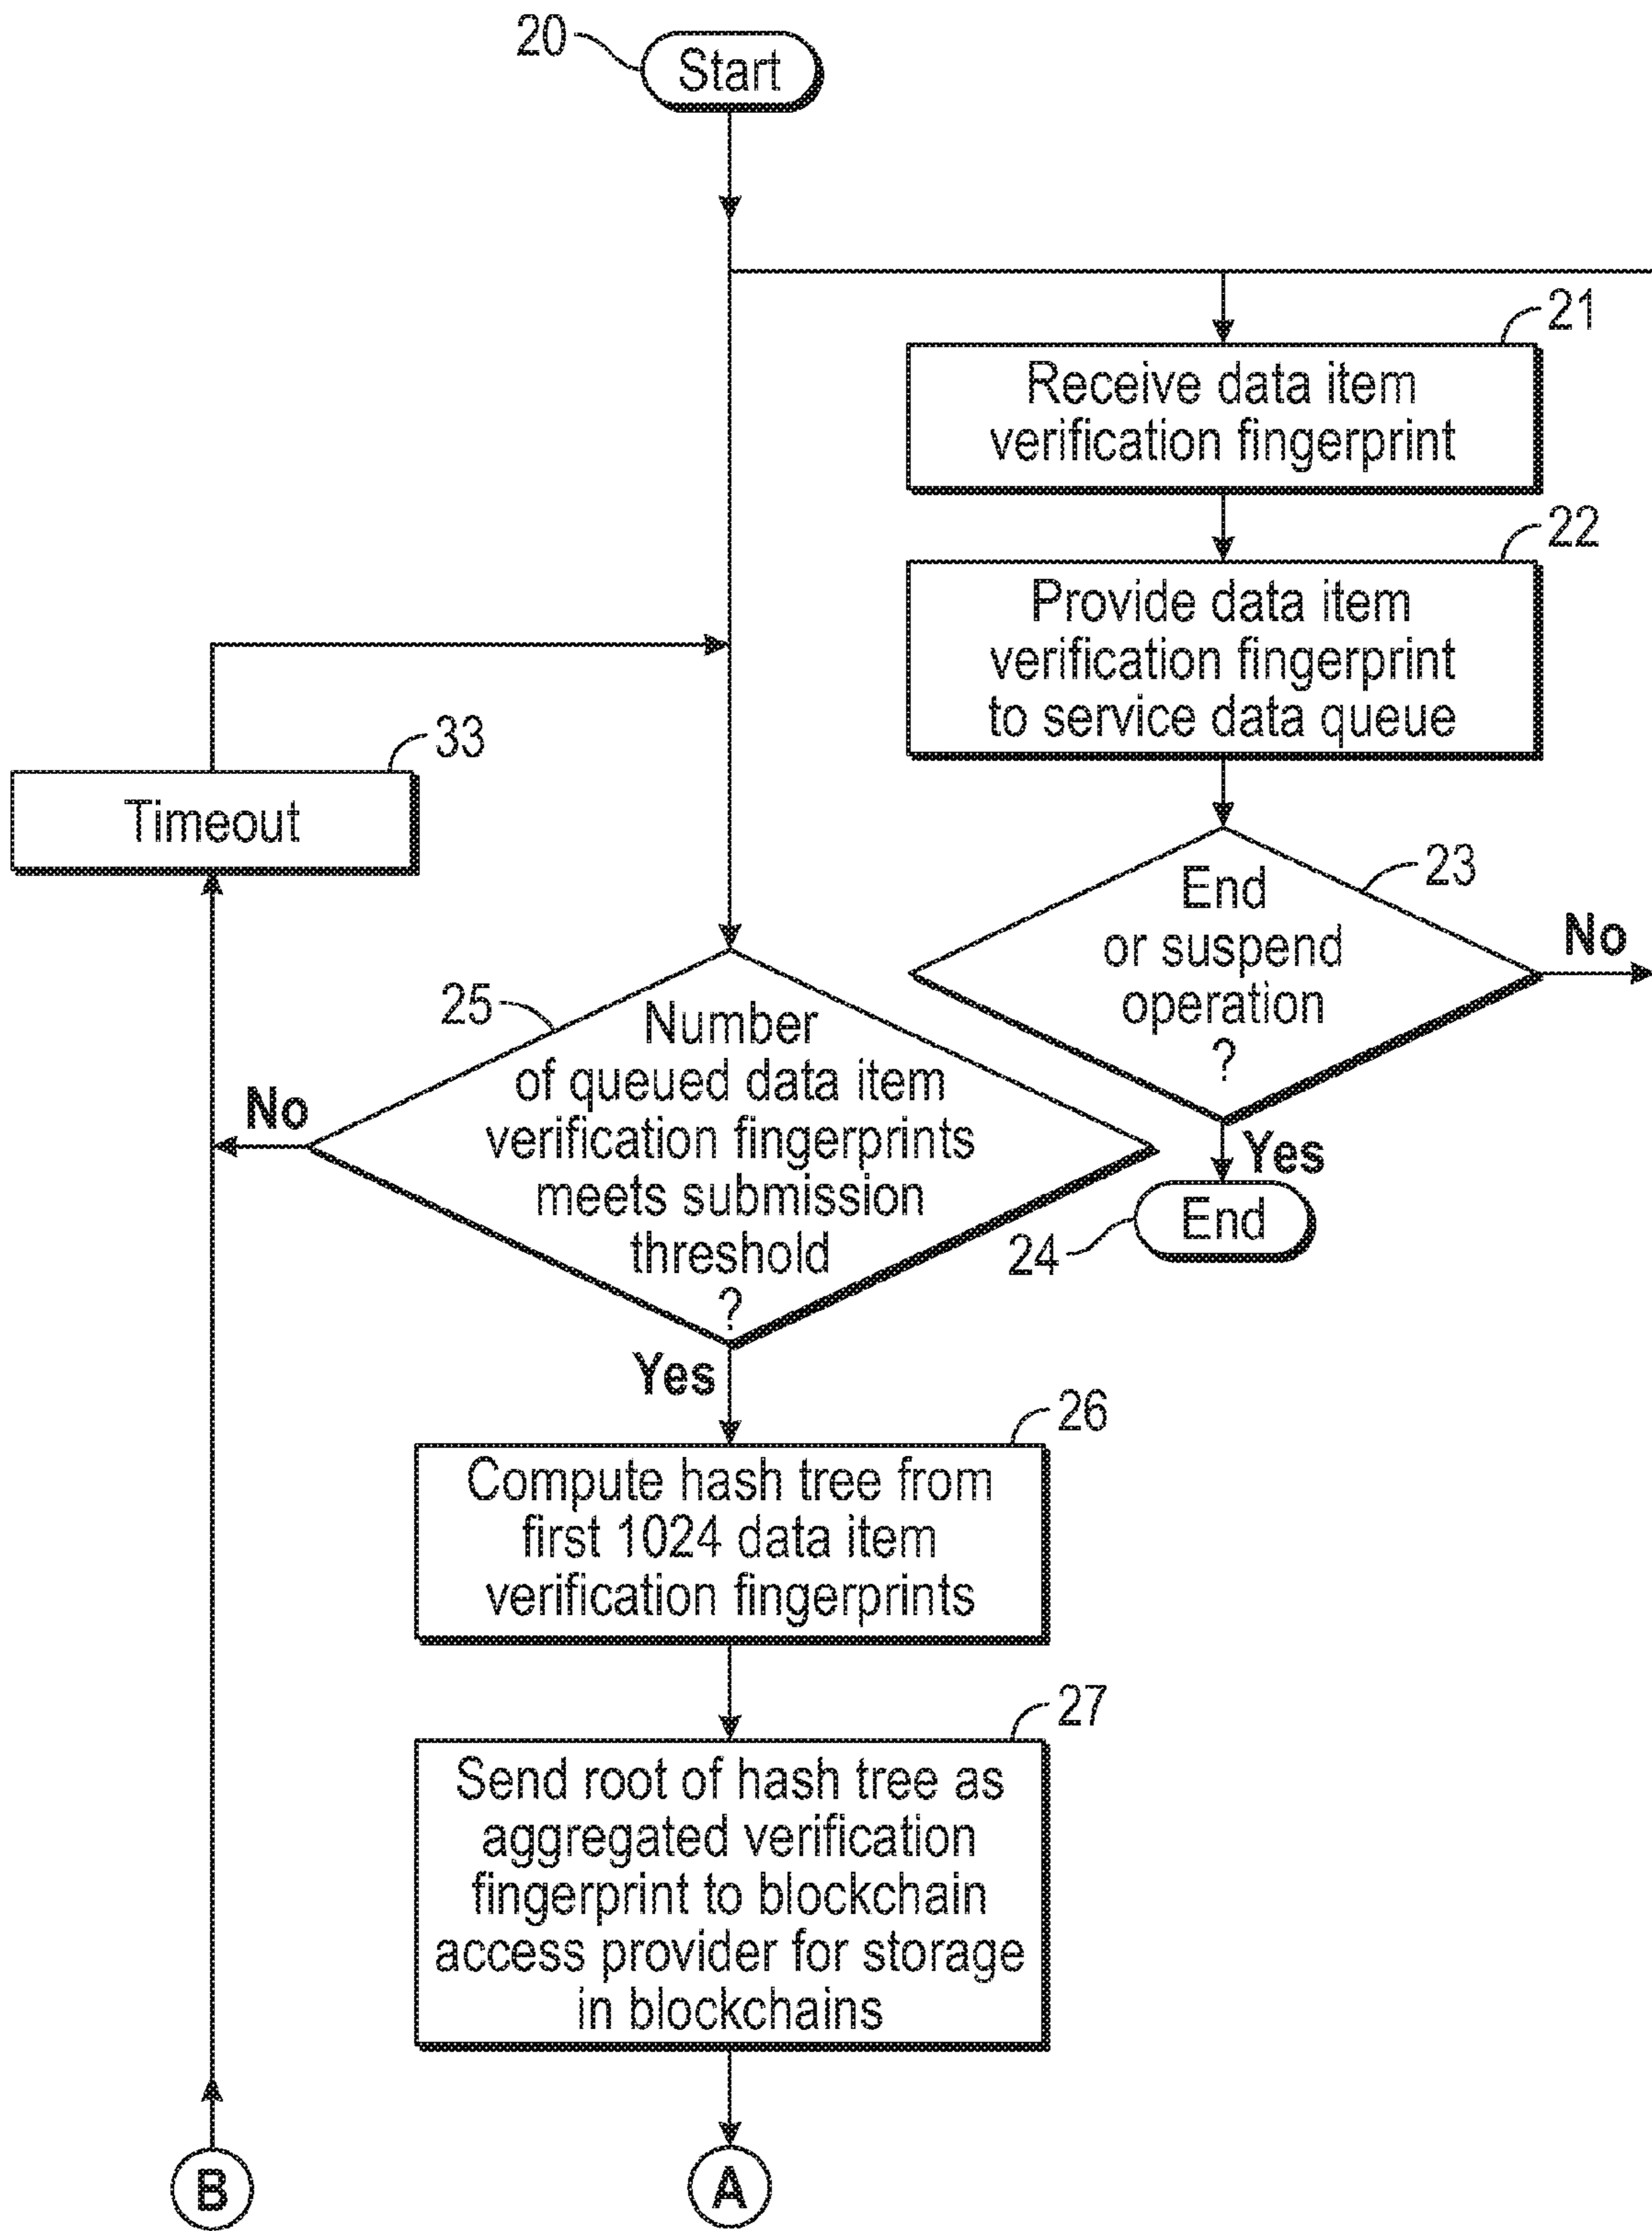 20
Start
21
Receive data item
verification fingerprint
22
Provide data item
verification fingerprint
to service data queue
33
Timeout
23
End
or suspend
operation
?
No
Yes
End
24
25
Number
of queued data item
verification fingerprints
meets submission
threshold
?
No
Yes
26
Compute hash tree from
first 1024 data item
verification fingerprints
27
Send root of hash tree as
aggregated verification
fingerprint to blockchain
access provider for storage
in blockchains
B
A